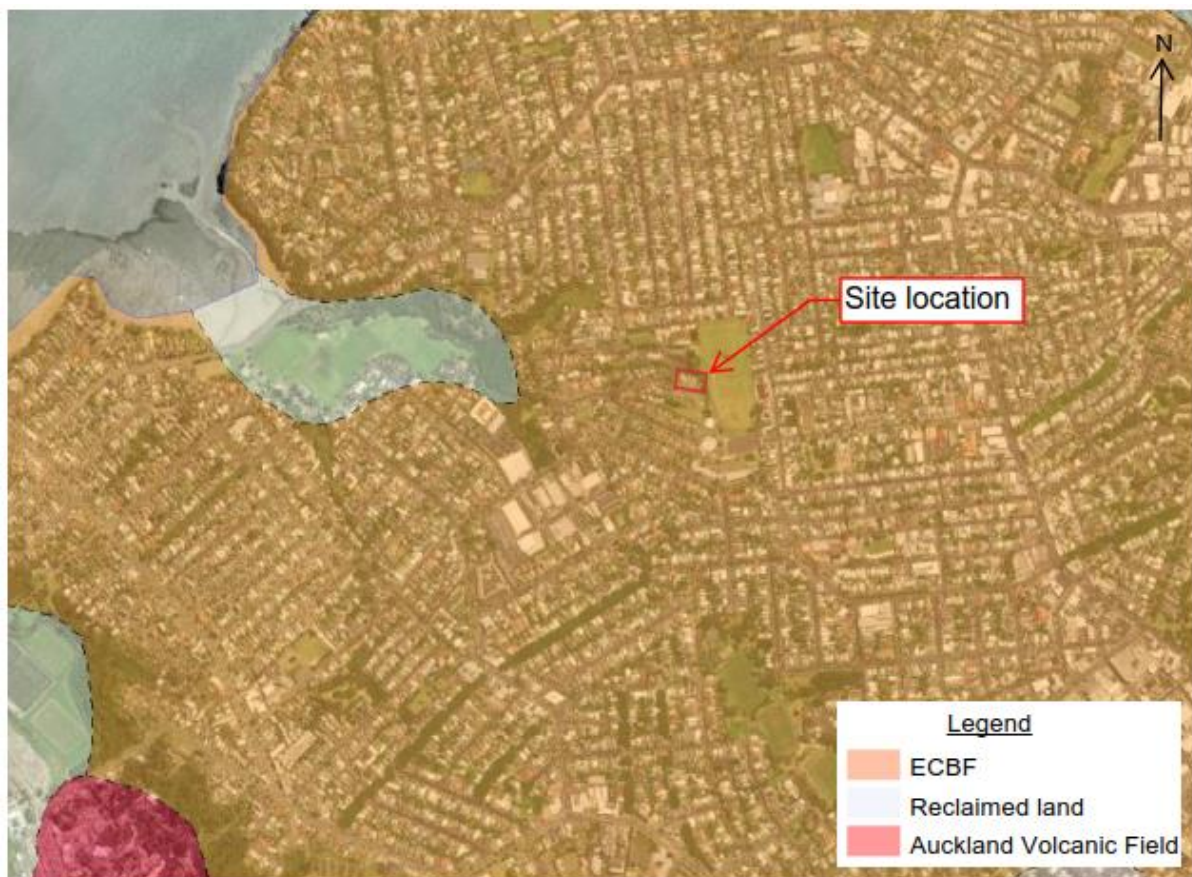 N
Site location
Legend
ECBF
Reclaimed land
Auckland Volcanic Field